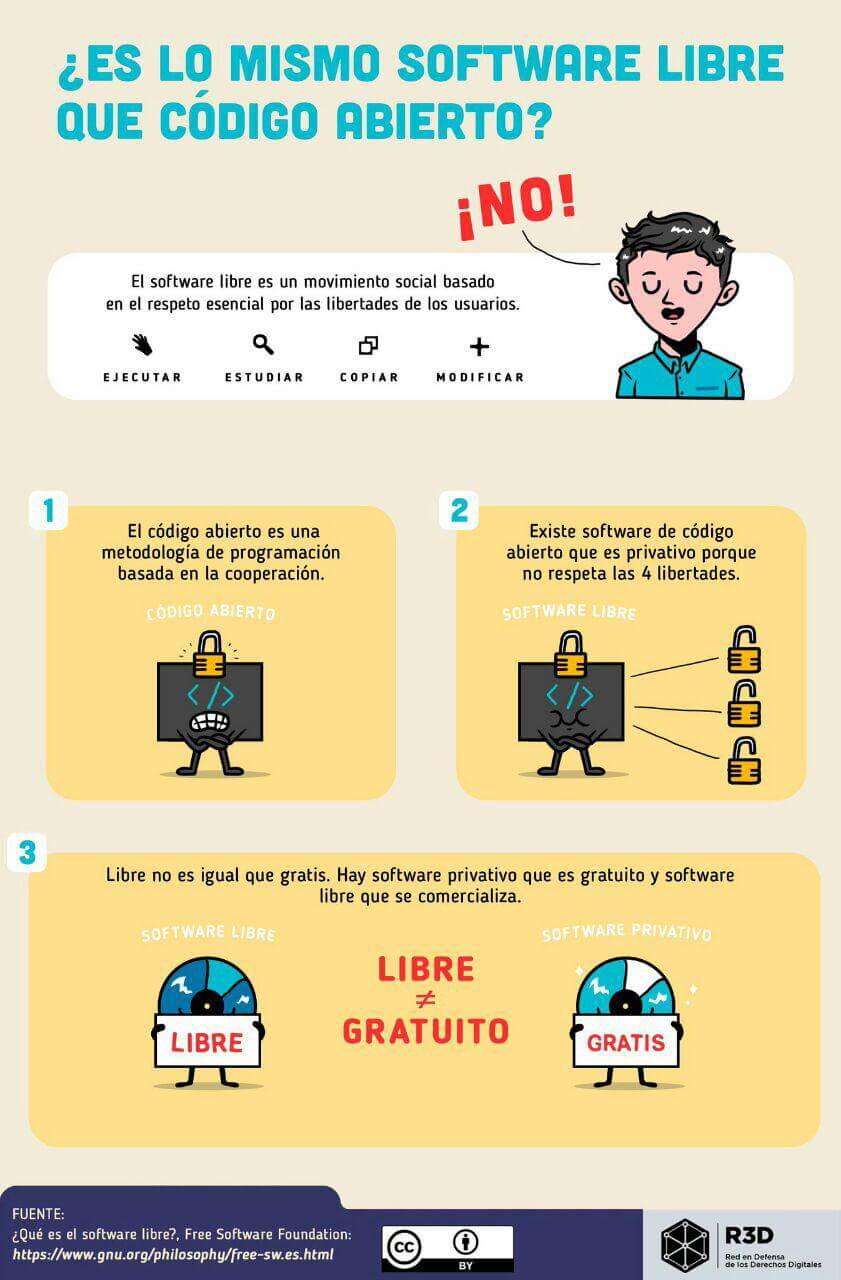 ¿ES LO MISMO SOFTWARE LIBRE
QUE CÓDIGO ABIERTO?
¡NO!
El software libre es un movimiento social basado
en el respeto esencial por las libertades de los usuarios.
EJECUTAR
ESTUDIAR
COPIAR
MODIFICAR
1
El código abierto es una
metodología de programación
basada en la cooperación.
CÓDIGO ABIERTO
</>
2
Existe software de código
abierto que es privativo porque
no respeta las 4 libertades.
SOFTWARE LIBRE
</>
3
Libre no es igual que gratis. Hay software privativo que es gratuito y software
libre que se comercializa.
SOFTWARE LIBRE
LIBRE
LIBRE
≠
GRATUITO
SOFTWARE PRIVATIVO
GRATIS
FUENTE:
¿Qué es el software libre?, Free Software Foundation:
https://www.gnu.org/philosophy/free-sw.es.html
cc
BY
R3D
Red en Defensa
de los Derechos Digitales